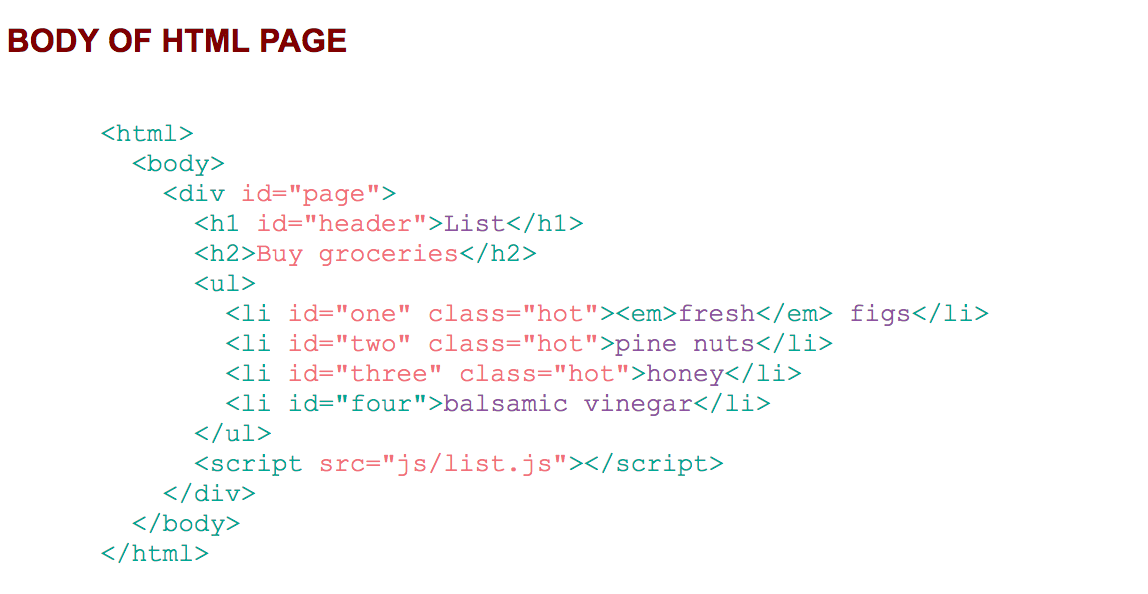 BODY OF HTML PAGE
<html>
<body>
<div id="page">
<h1 id="header">List</h1>
<h2>Buy groceries</h2>
<ul>
<li id="one" class="hot"><em>fresh</em> figs</li>
<li id="two" class="hot">pine nuts</li>
<li id="three" class="hot">honey</li>
<li id="four">balsamic vinegar</li>
</ul>
<script src="js/list.js"></script>
</div>
</body>
</html>